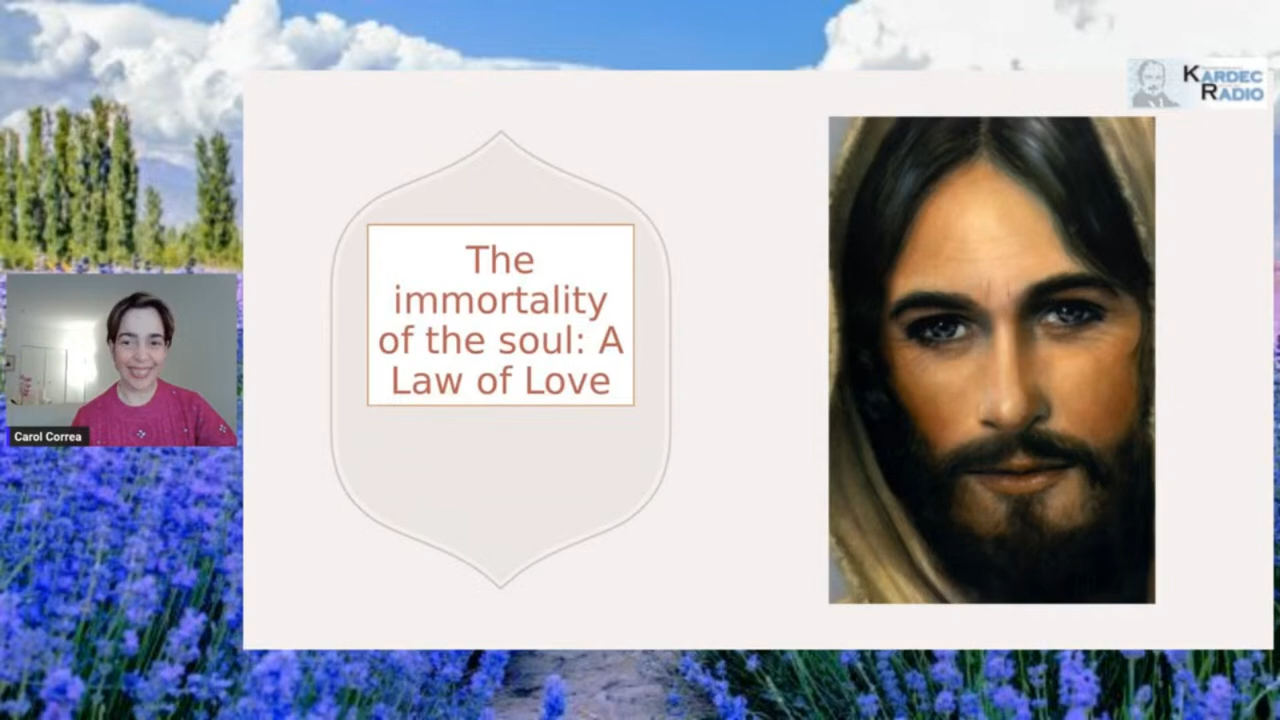 KARDEC
RADIO
The
immortality
of the soul: A
Law of Love
Carol Correa